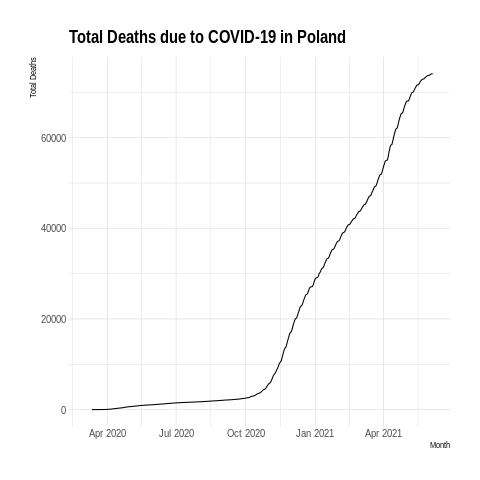 Total Deaths due to COVID-19 in Poland
Total Deaths
60000
40000
20000
0
Apr 2020 Jul 2020 Oct 2020 Jan 2021 Apr 2021
Month